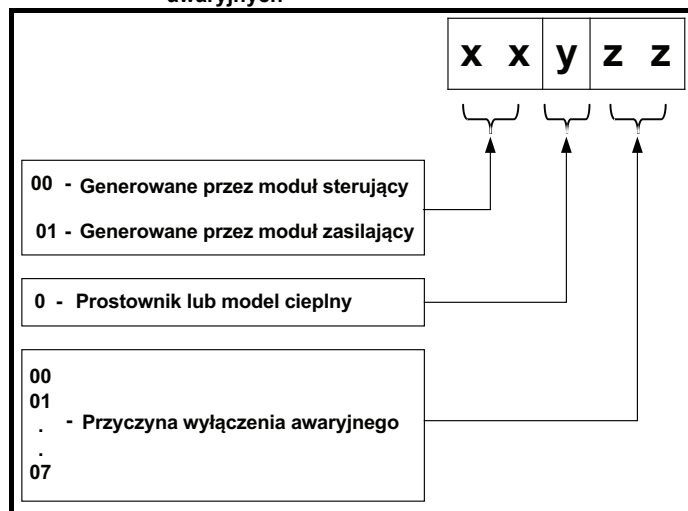 awaryjnych
x x y z z
00 - Generowane przez moduł sterujący
01 - Generowane przez moduł zasilający
0 - Prostownik lub model cieplny
00
01
.
- Przyczyna wyłączenia awaryjnego
.
07